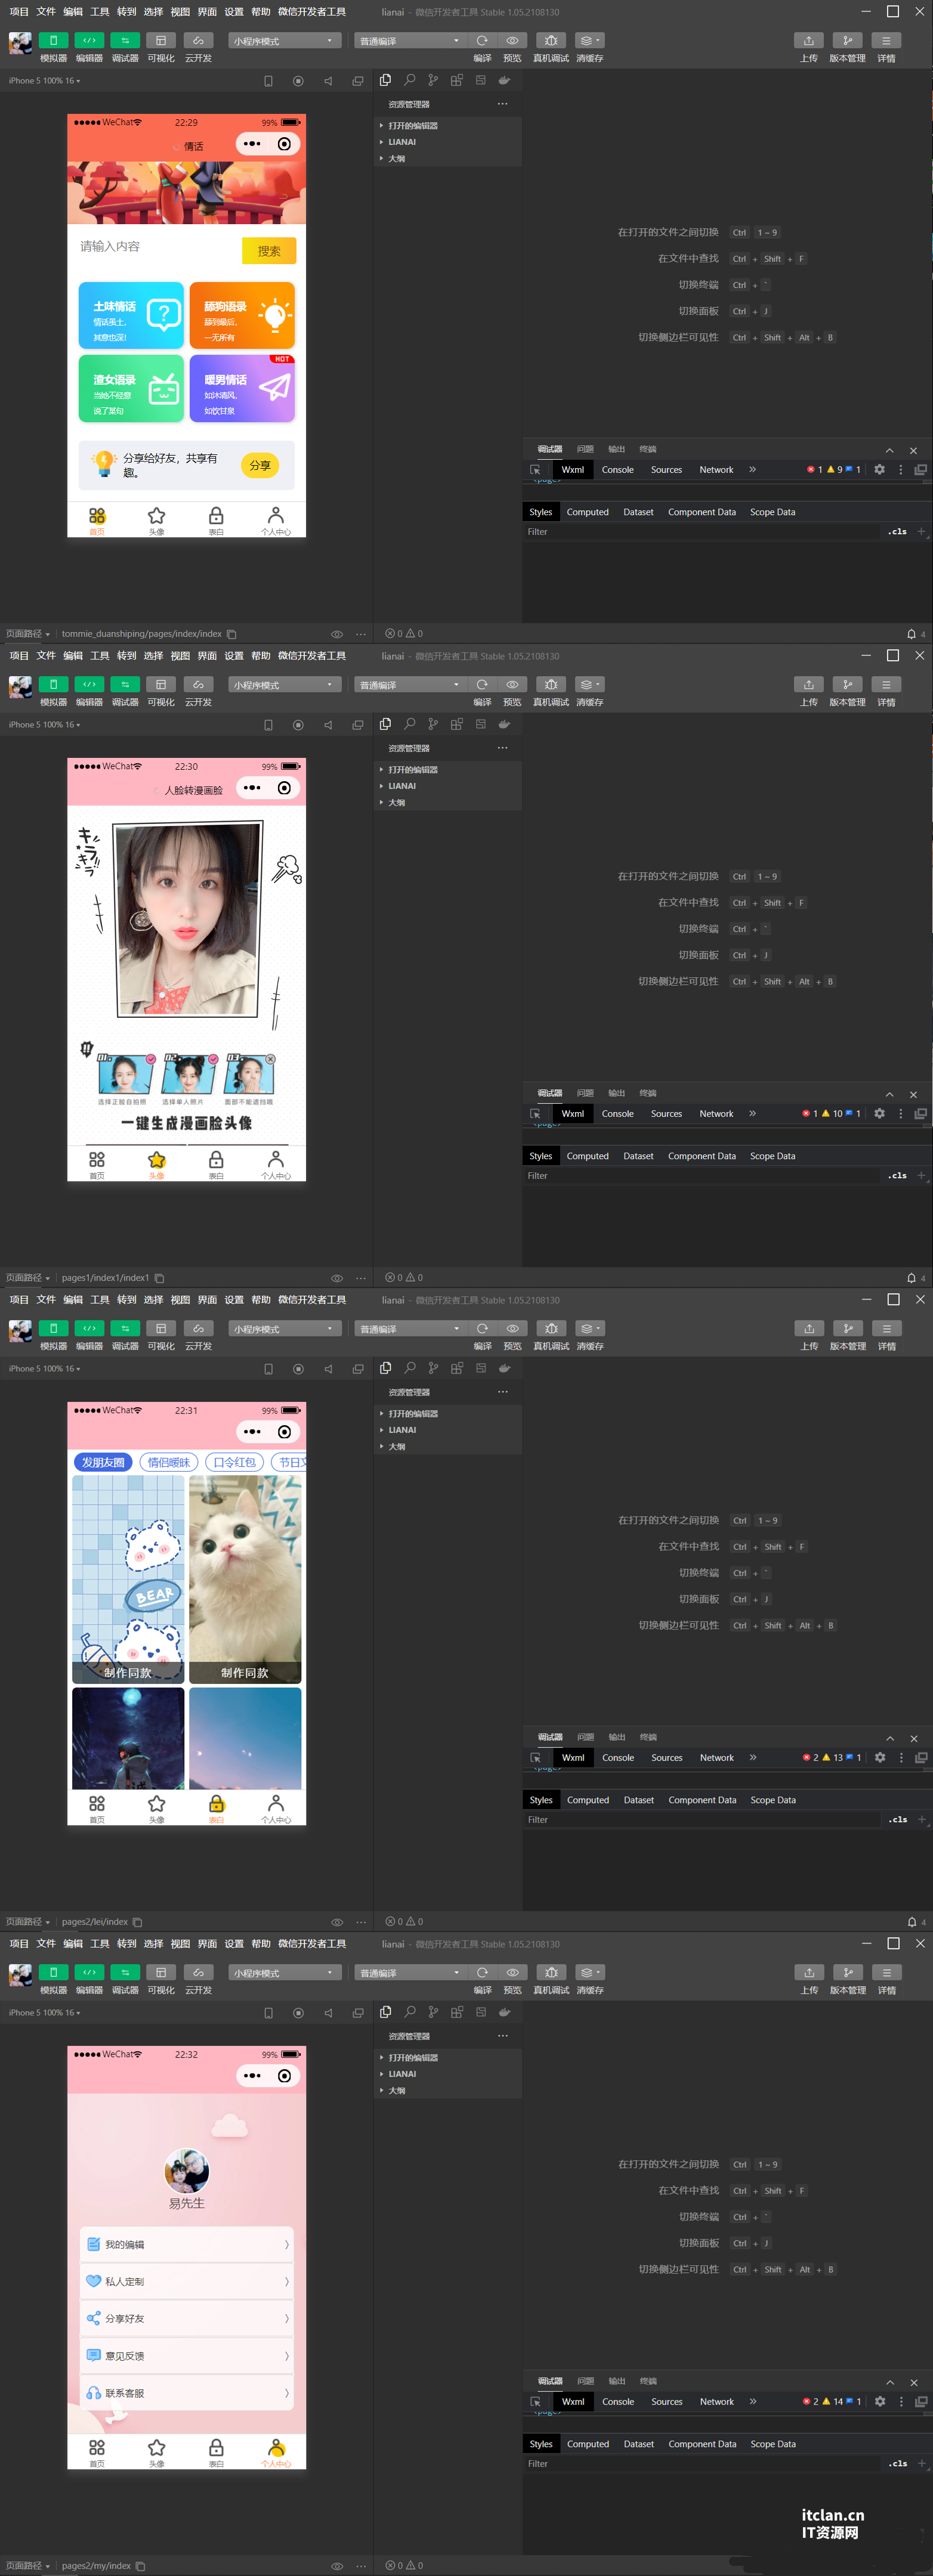 项目 文件 编辑 工具 转到 选择 视图 界面 设置 帮助 微信开发者工具 lianai - 微信开发者工具 Stable 1.05.2108130
小程序模式 普通编译
模拟器 编辑器 调试器 可视化 云开发 编译 预览 真机调试 清缓存 上传 版本管理 详情
iPhone 5 100% 16
资源管理器
打开的编辑器
LIANAI
大纲
WeChat 22:29 99%
情话
请输入内容 搜索
土味情话
情话虽土,
其意也深!
舔狗语录
舔到最后,
一无所有
渣女语录
当她不经意
说了某句
HOT
暖男情话
如沐清风,
如饮甘泉
分享给好友，共享有
趣。
分享
首页 头像 表白 个人中心
在打开的文件之间切换 Ctrl 1 ~ 9
在文件中查找 Ctrl + Shift + F
切换终端 Ctrl + `
切换面板 Ctrl + J
切换侧边栏可见性 Ctrl + Shift + Alt + B
调试器 问题 输出 终端
Wxml Console Sources Network 1 9 1
Styles Computed Dataset Component Data Scope Data
Filter .cls
页面路径 tommie_duanshiping/pages/index/index 0 0 4
项目 文件 编辑 工具 转到 选择 视图 界面 设置 帮助 微信开发者工具 lianai - 微信开发者工具 Stable 1.05.2108130
小程序模式 普通编译
模拟器 编辑器 调试器 可视化 云开发 编译 预览 真机调试 清缓存 上传 版本管理 详情
iPhone 5 100% 16
资源管理器
打开的编辑器
LIANAI
大纲
WeChat 22:30 99%
人脸转漫画脸
キラキラ
01. 02. 03.
选择正脸自拍照 选择单人照片 面部不能遮挡哦
一键生成漫画脸头像
首页 头像 表白 个人中心
在打开的文件之间切换 Ctrl 1 ~ 9
在文件中查找 Ctrl + Shift + F
切换终端 Ctrl + `
切换面板 Ctrl + J
切换侧边栏可见性 Ctrl + Shift + Alt + B
调试器 问题 输出 终端
Wxml Console Sources Network 1 10 1
Styles Computed Dataset Component Data Scope Data
Filter .cls
页面路径 pages1/index1/index1 0 0 4
项目 文件 编辑 工具 转到 选择 视图 界面 设置 帮助 微信开发者工具 lianai - 微信开发者工具 Stable 1.05.2108130
小程序模式 普通编译
模拟器 编辑器 调试器 可视化 云开发 编译 预览 真机调试 清缓存 上传 版本管理 详情
iPhone 5 100% 16
资源管理器
打开的编辑器
LIANAI
大纲
WeChat 22:31 99%
发朋友圈 情侣暧昧 口令红包 节日
BEAR
制作同款 制作同款
首页 头像 表白 个人中心
在打开的文件之间切换 Ctrl 1 ~ 9
在文件中查找 Ctrl + Shift + F
切换终端 Ctrl + `
切换面板 Ctrl + J
切换侧边栏可见性 Ctrl + Shift + Alt + B
调试器 问题 输出 终端
Wxml Console Sources Network 2 13 1
Styles Computed Dataset Component Data Scope Data
Filter .cls
页面路径 pages2/lei/index 0 0 4
项目 文件 编辑 工具 转到 选择 视图 界面 设置 帮助 微信开发者工具 lianai - 微信开发者工具 Stable 1.05.2108130
小程序模式 普通编译
模拟器 编辑器 调试器 可视化 云开发 编译 预览 真机调试 清缓存 上传 版本管理 详情
iPhone 5 100% 16
资源管理器
打开的编辑器
LIANAI
大纲
WeChat 22:32 99%
易先生
我的编辑
私人定制
分享好友
意见反馈
联系客服
首页 头像 表白 个人中心
在打开的文件之间切换 Ctrl 1 ~ 9
在文件中查找 Ctrl + Shift + F
切换终端 Ctrl + `
切换面板 Ctrl + J
切换侧边栏可见性 Ctrl + Shift + Alt + B
调试器 问题 输出 终端
Wxml Console Sources Network 2 14 1
Styles Computed Dataset Component Data Scope Data
Filter .cls
itclan.cn
IT资源网
页面路径 pages2/my/index 0 0